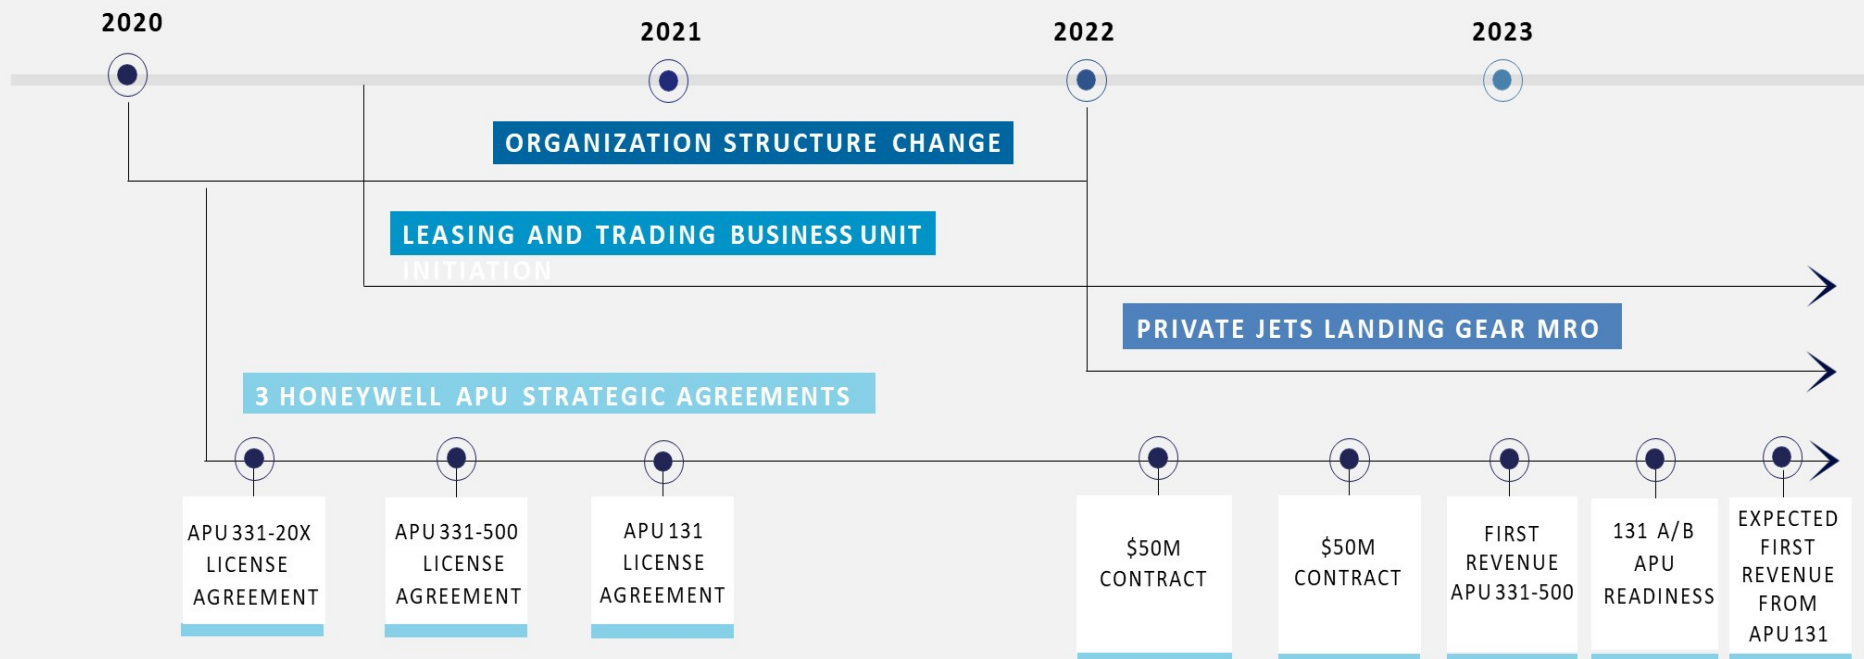 2020
2021
2022
2023
ORGANIZATION STRUCTURE CHANGE
LEASING AND TRADING BUSINESS UNIT
INITIATION
PRIVATE JETS LANDING GEAR MRO
3 HONEYWELL APU STRATEGIC AGREEMENTS
APU 331-20X
LICENSE
AGREEMENT
APU 331-500
LICENSE
AGREEMENT
APU 131
LICENSE
AGREEMENT
$50M
CONTRACT
$50M
CONTRACT
FIRST
REVENUE
APU 331-500
131 A/B
APU
READINESS
EXPECTED
FIRST
REVENUE
FROM
APU 131